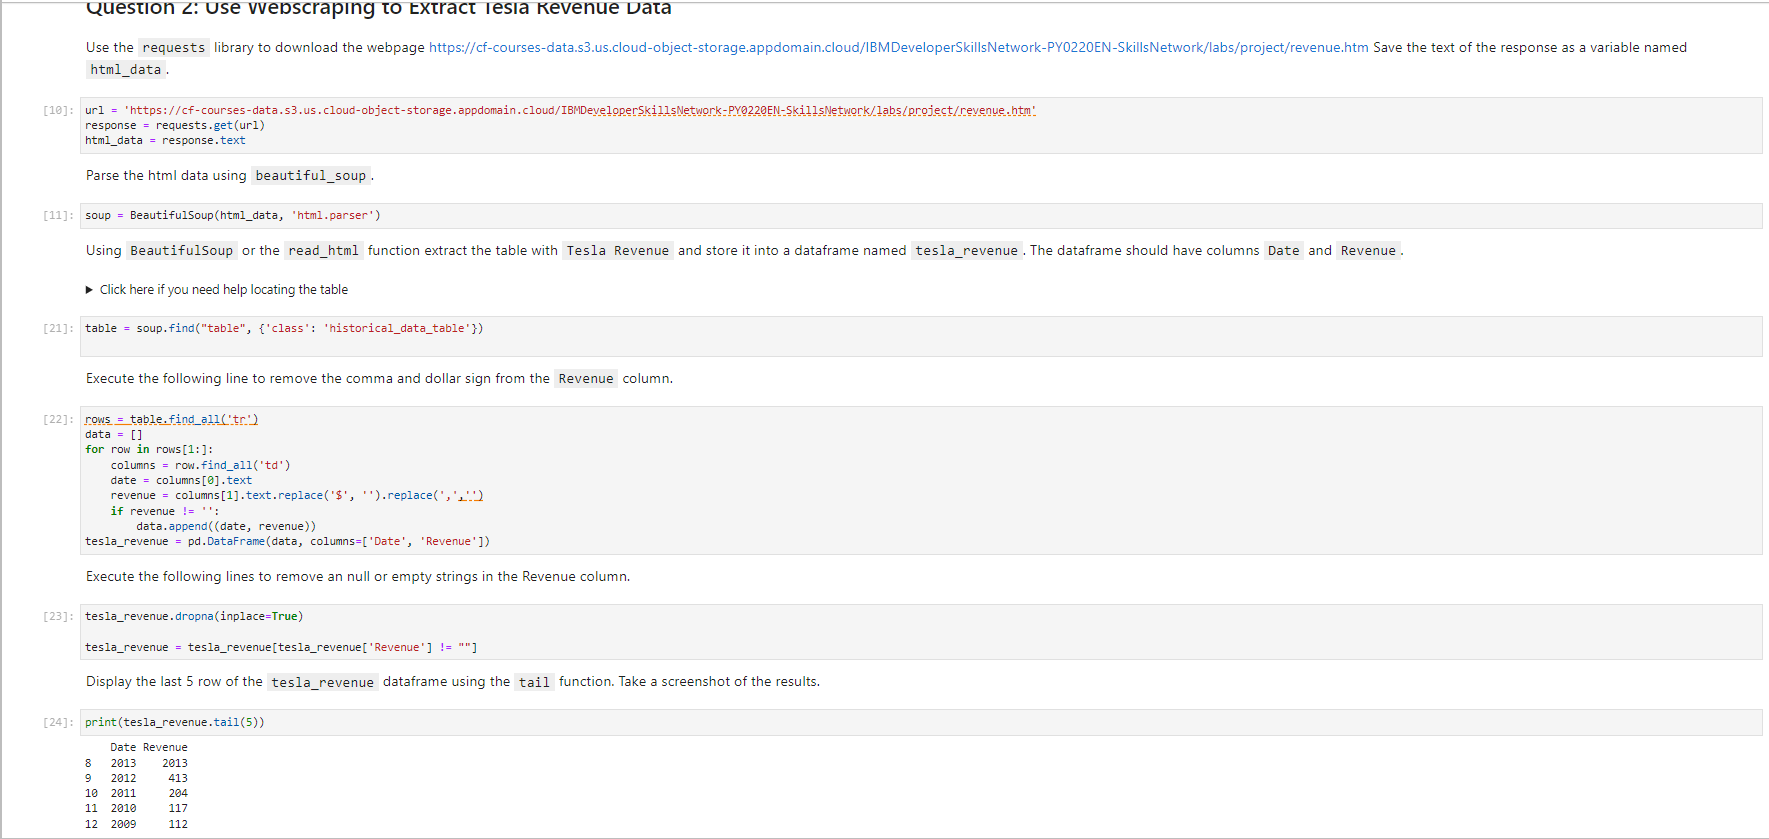 Question 2: Use Webscraping to Extract Tesla Revenue Data
Use the requests library to download the webpage https://cf-courses-data.s3.us.cloud-object-storage.appdomain.cloud/IBMDeveloperSkillsNetwork-PY0220EN-SkillsNetwork/labs/project/revenue.htm Save the text of the response as a variable named
html_data .
[10]: url = 'https://cf-courses-data.s3.us.cloud-object-storage.appdomain.cloud/IBMDeveloperSkillsNetwork-PY0220EN-SkillsNetwork/labs/project/revenue.htm'
response = requests.get(url)
html_data = response.text
Parse the html data using beautiful_soup .
[11]: soup = BeautifulSoup(html_data, 'html.parser')
Using BeautifulSoup or the read_html function extract the table with Tesla Revenue and store it into a dataframe named tesla_revenue . The dataframe should have columns Date and Revenue .
▶ Click here if you need help locating the table
[21]: table = soup.find("table", {'class': 'historical_data_table'})
Execute the following line to remove the comma and dollar sign from the Revenue column.
[22]: rows = table.find_all('tr')
data = []
for row in rows[1:]:
    columns = row.find_all('td')
    date = columns[0].text
    revenue = columns[1].text.replace('$', '').replace(',','')
    if revenue != '':
        data.append((date, revenue))
tesla_revenue = pd.DataFrame(data, columns=['Date', 'Revenue'])
Execute the following lines to remove an null or empty strings in the Revenue column.
[23]: tesla_revenue.dropna(inplace=True)
tesla_revenue = tesla_revenue[tesla_revenue['Revenue'] != ""]
Display the last 5 row of the tesla_revenue dataframe using the tail function. Take a screenshot of the results.
[24]: print(tesla_revenue.tail(5))
Date Revenue
8 2013 2013
9 2012 413
10 2011 204
11 2010 117
12 2009 112